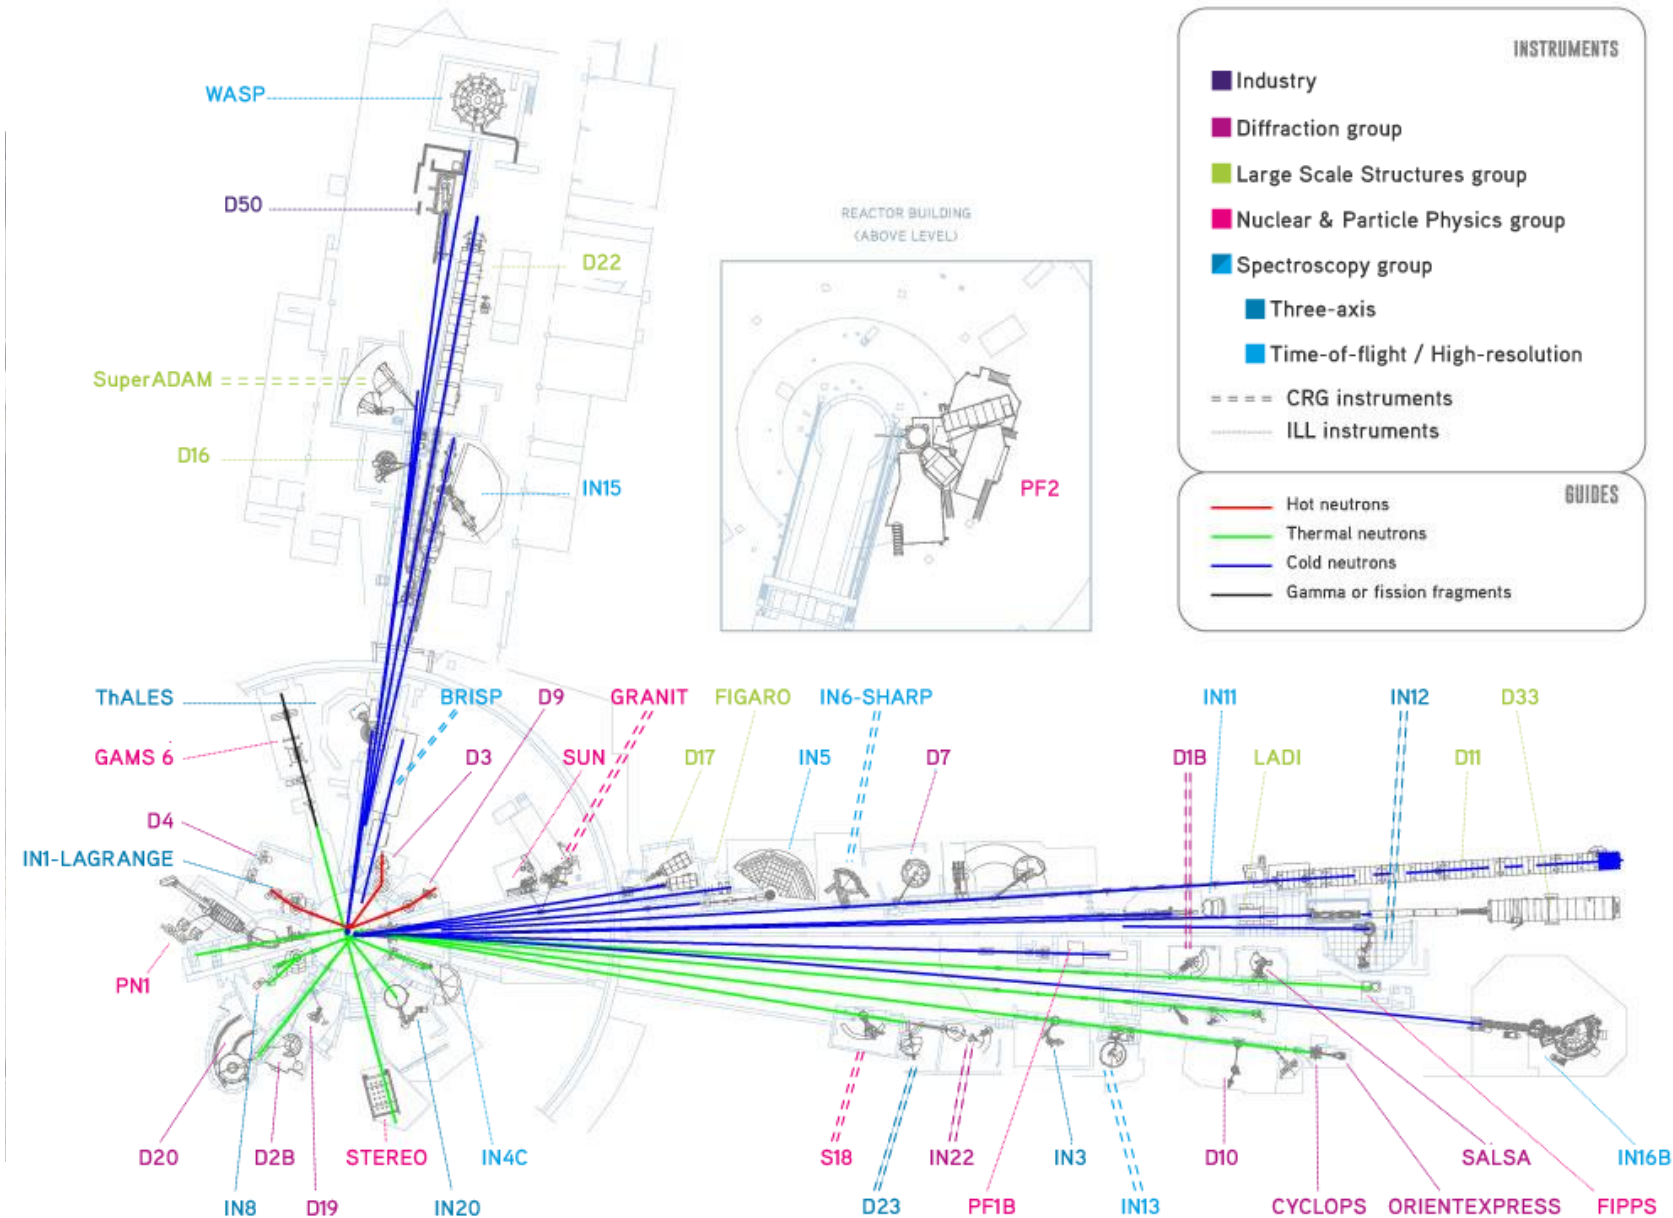 INSTRUMENTS
Industry
Diffraction group
Large Scale Structures group
Nuclear & Particle Physics group
Spectroscopy group
Three-axis
Time-of-flight / High-resolution
CRG instruments
ILL instruments
GUIDES
Hot neutrons
Thermal neutrons
Cold neutrons
Gamma or fission fragments
WASP
D50
D22
SuperADAM
D16
IN15
REACTOR BUILDING
(ABOVE LEVEL)
PF2
ThALES
BRISP
D9
GRANIT
FIGARO
IN6-SHARP
IN11
IN12
D33
GAMS 6
D3
SUN
D17
IN5
D7
D1B
LADI
D11
D4
IN1-LAGRANGE
PN1
D20
D2B
STEREO
IN4C
S18
IN22
IN3
D10
SALSA
IN16B
IN8
D19
IN20
D23
PF1B
IN13
CYCLOPS
ORIENTEXPRESS
FIPPS